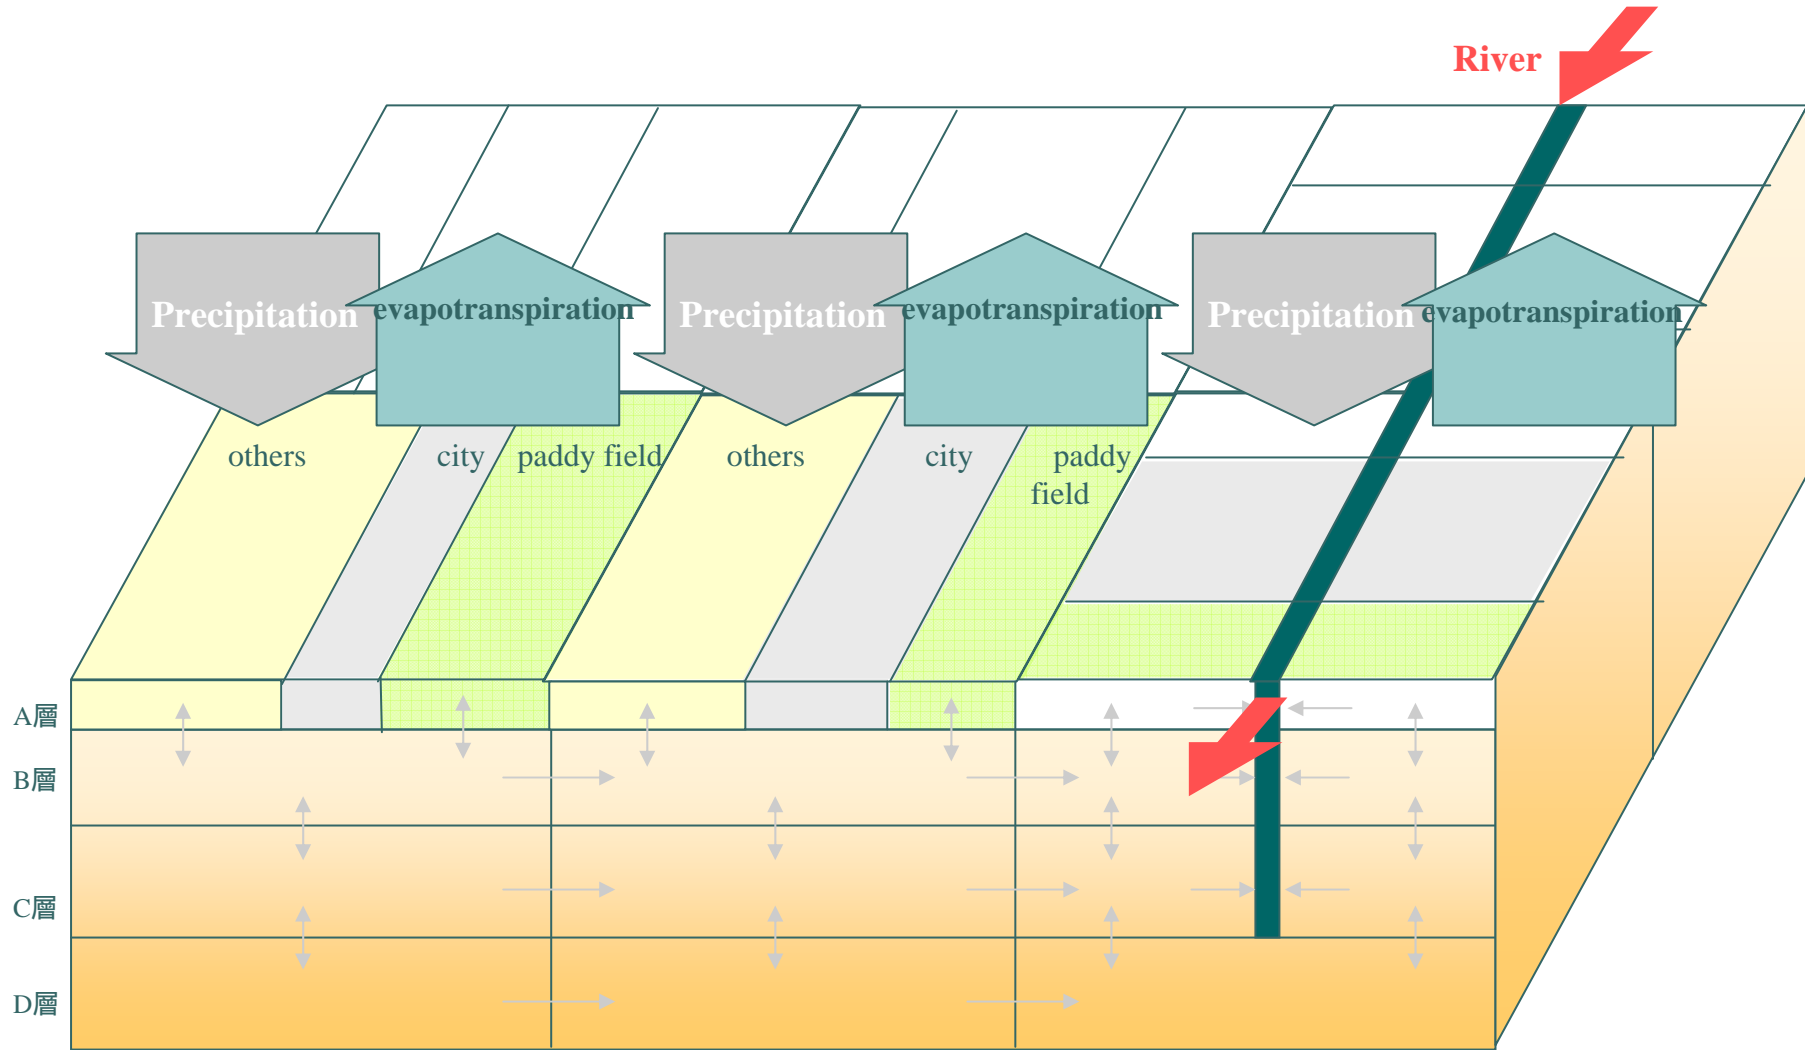 River
Precipitation
evapotranspiration
Precipitation
evapotranspiration
Precipitation
evapotranspiration
others
city
paddy field
others
city
paddy
field
A層
B層
C層
D層